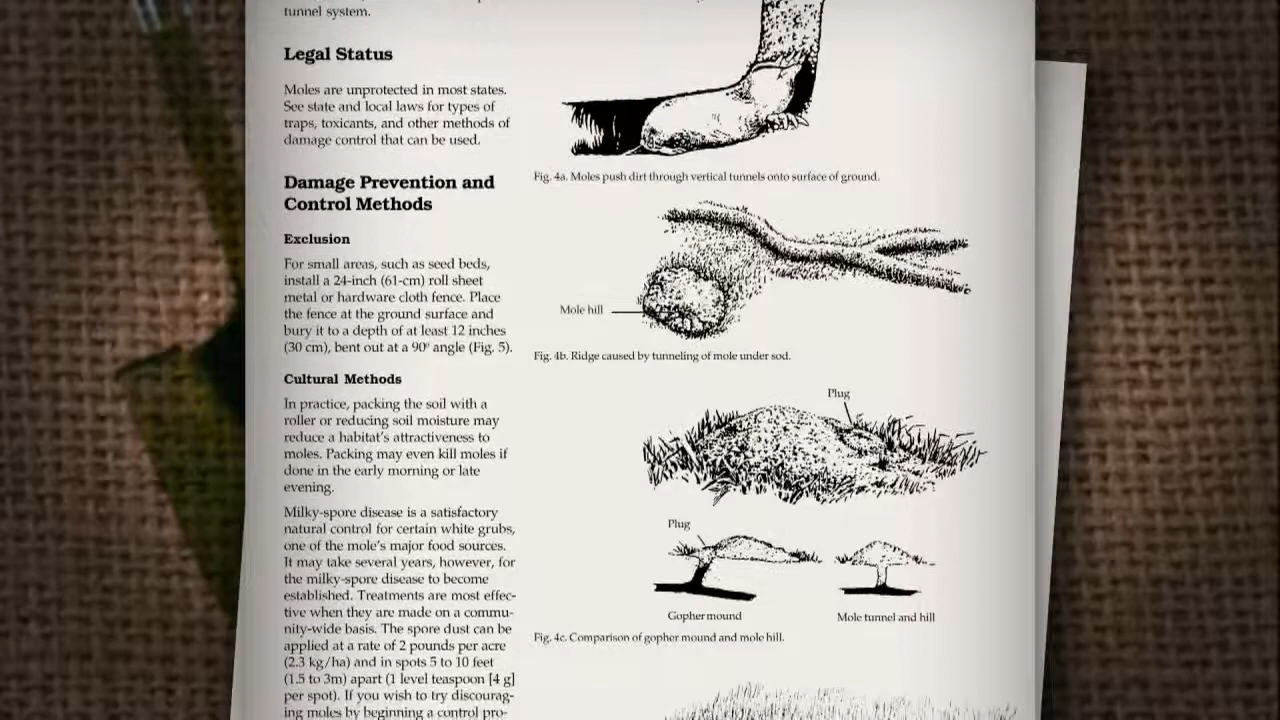 tunnel system.
Legal Status
Moles are unprotected in most states.
See state and local laws for types of
traps, toxicants, and other methods of
damage control that can be used.
Damage Prevention and
Control Methods
Exclusion
For small areas, such as seed beds,
install a 24-inch (61-cm) roll sheet
metal or hardware cloth fence. Place
the fence at the ground surface and
bury it to a depth of at least 12 inches
(30 cm), bent out at a 90° angle (Fig. 5).
Cultural Methods
In practice, packing the soil with a
roller or reducing soil moisture may
reduce a habitat's attractiveness to
moles. Packing may even kill moles if
done in the early morning or late
evening.
Milky-spore disease is a satisfactory
natural control for certain white grubs,
one of the mole's major food sources.
It may take several years, however, for
the milky-spore disease to become
established. Treatments are most effec-
tive when they are made on a commu-
nity-wide basis. The spore dust can be
applied at a rate of 2 pounds per acre
(2.3 kg/ha) and in spots 5 to 10 feet
(1.5 to 3m) apart (1 level teaspoon [4 g]
per spot). If you wish to try discourag-
ing moles by beginning a control pro-
Fig. 4a. Moles push dirt through vertical tunnels onto surface of ground.
Mole hill
Fig. 4b. Ridge caused by tunneling of mole under sod.
Plug
Plug
Gopher mound
Mole tunnel and hill
Fig. 4c. Comparison of gopher mound and mole hill.